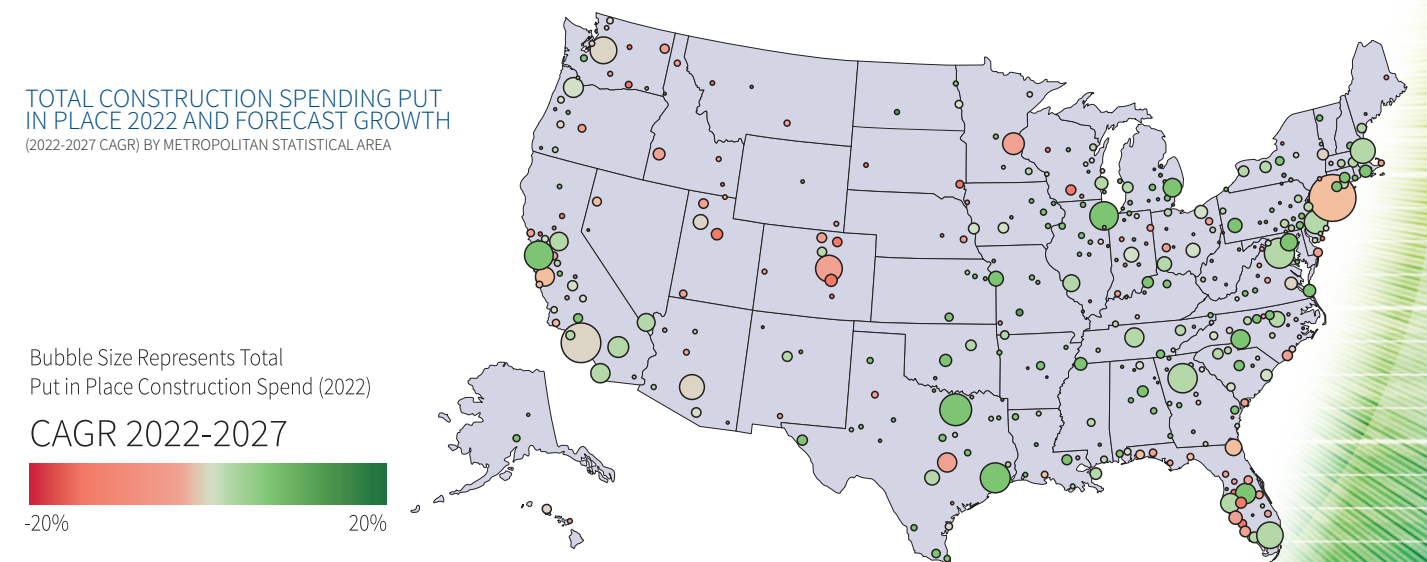 TOTAL CONSTRUCTION SPENDING PUT
IN PLACE 2022 AND FORECAST GROWTH
(2022-2027 CAGR) BY METROPOLITAN STATISTICAL AREA
Bubble Size Represents Total
Put in Place Construction Spend (2022)
CAGR 2022-2027
-20% 20%